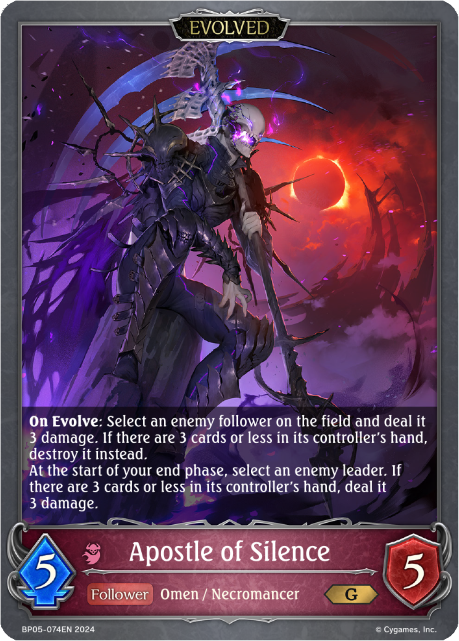 EVOLVED
On Evolve: Select an enemy follower on the field and deal it
3 damage. If there are 3 cards or less in its controller's hand,
destroy it instead.
At the start of your end phase, select an enemy leader. If
there are 3 cards or less in its controller's hand, deal it
3 damage.
5
Apostle of Silence
5
Follower Omen / Necromancer G
BP05-074EN 2024 © Cygames, Inc.